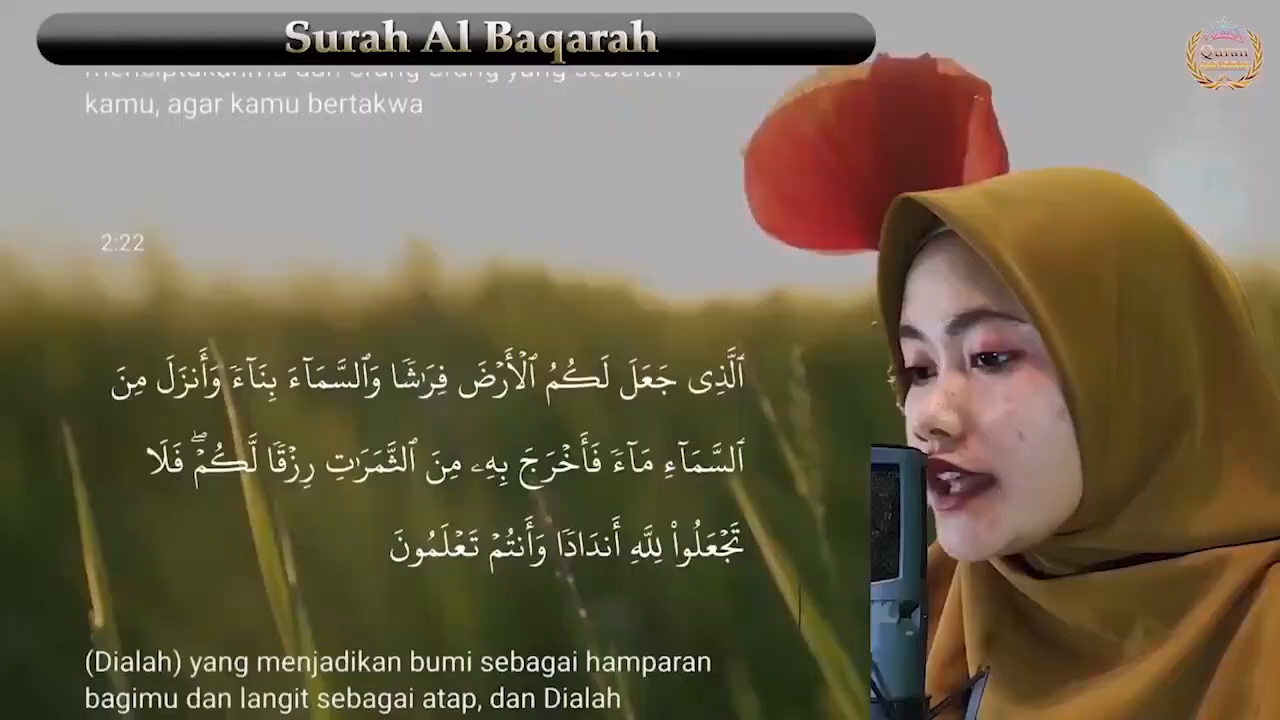 Surah Al Baqarah
Quran
kamu, agar kamu bertakwa
2:22
ٱلَّذِى جَعَلَ لَكُمُ ٱلْأَرْضَ فِرَٰشًا وَٱلسَّمَآءَ بِنَآءً وَأَنزَلَ مِنَ
ٱلسَّمَآءِ مَآءً فَأَخْرَجَ بِهِۦ مِنَ ٱلثَّمَرَٰتِ رِزْقًا لَّكُمْ ۖ فَلَا
تَجْعَلُوا۟ لِلَّهِ أَندَادًا وَأَنتُمْ تَعْلَمُونَ
(Dialah) yang menjadikan bumi sebagai hamparan
bagimu dan langit sebagai atap, dan Dialah